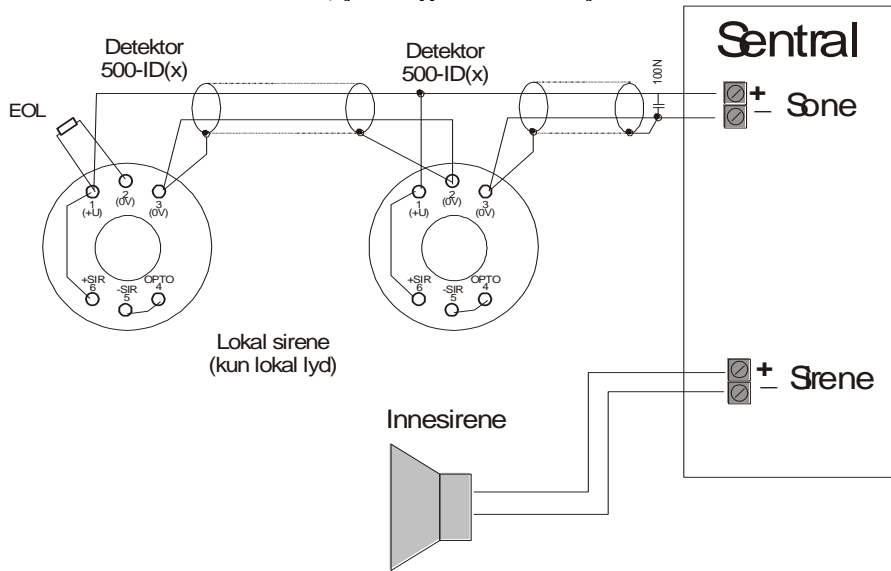 Sentral
Detektor
500-ID(x)
Detektor
500-ID(x)
100N
+
– Sone
EOL
1
(+U)
2
(0V)
3
(0V)
1
(+U)
2
(0V)
3
(0V)
+SIR
6
-SIR
5
OPTO
4
+SIR
6
-SIR
5
OPTO
4
Lokal sirene
(kun lokal lyd)
+
– Sirene
Innesirene